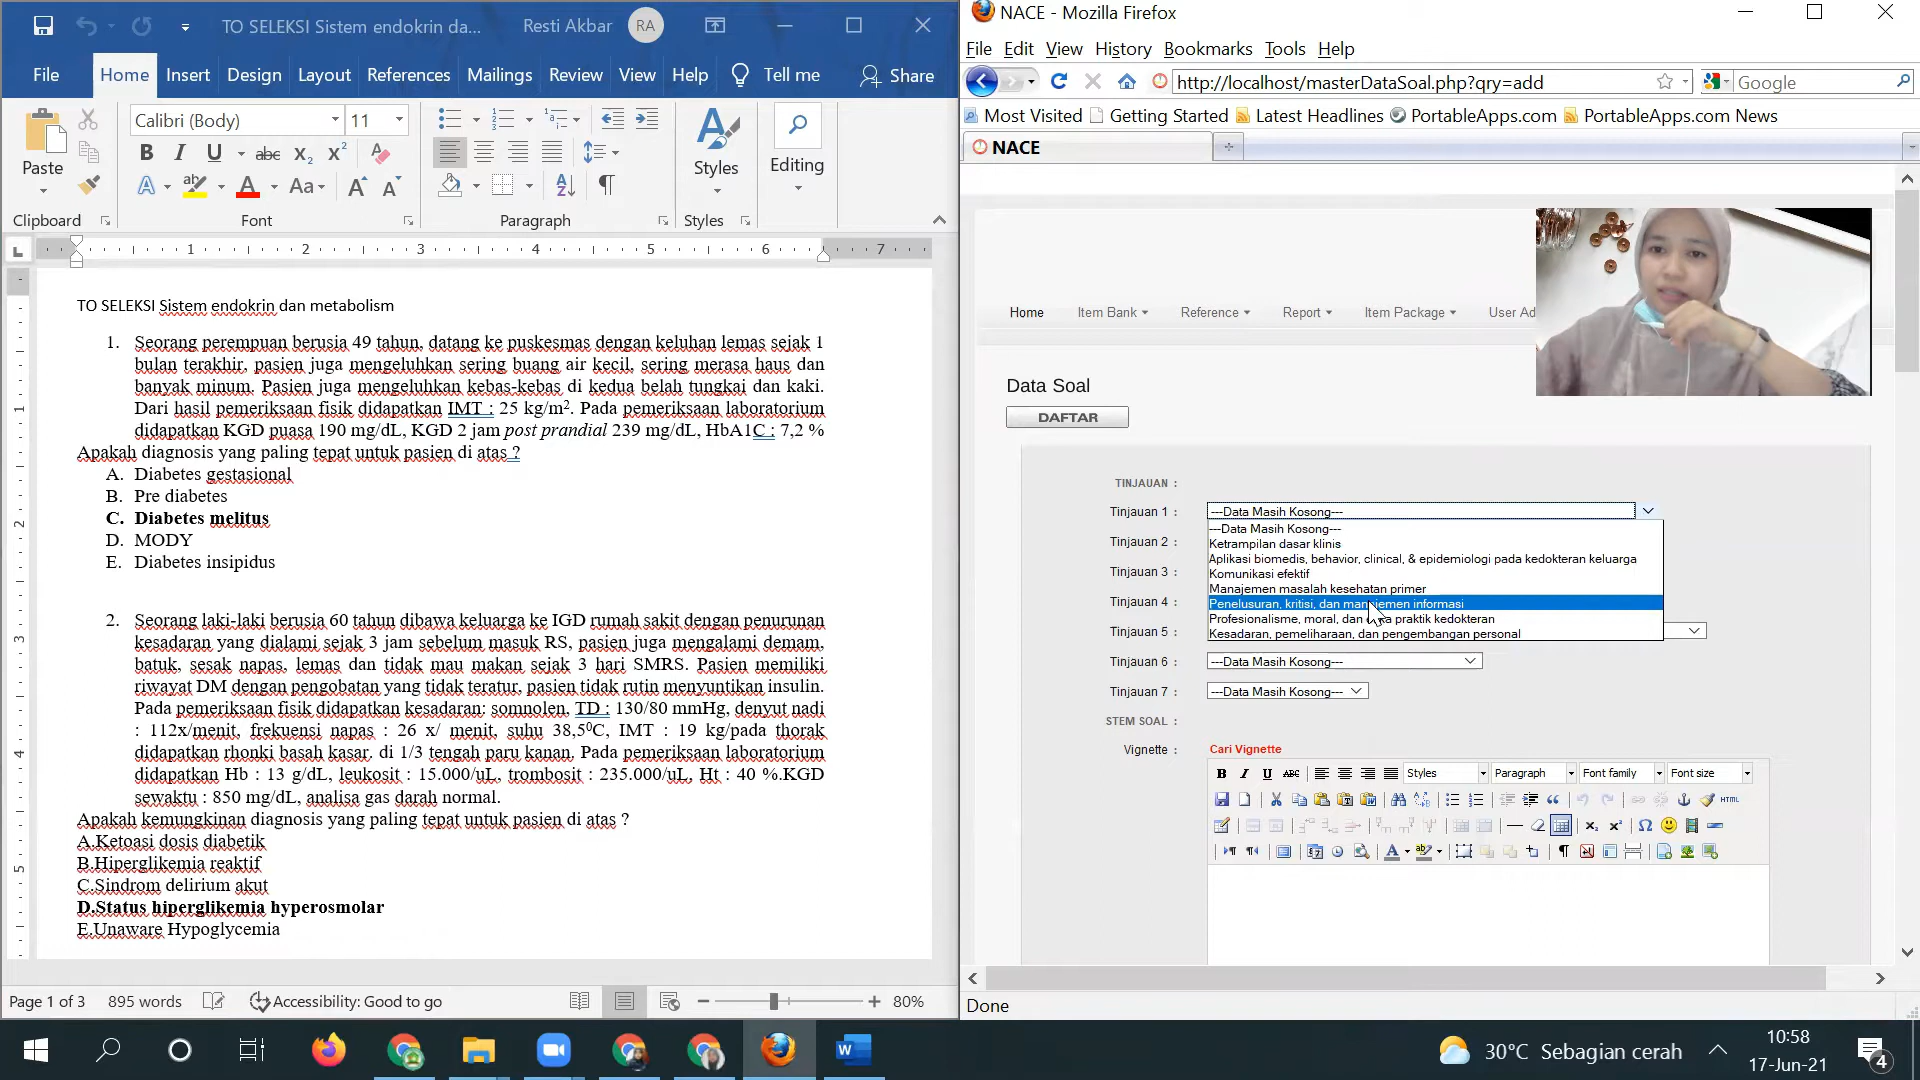 TO SELEKSI Sistem endokrin da...
Resti Akbar
RA
File Home Insert Design Layout References Mailings Review View Help Tell me Share
Calibri (Body) 11
Paste
Styles
Editing
Clipboard Font Paragraph Styles
1 2 3 4 5 6 7
TO SELEKSI Sistem endokrin dan metabolism
1. Seorang perempuan berusia 49 tahun, datang ke puskesmas dengan keluhan lemas sejak 1
bulan terakhir, pasien juga mengeluhkan sering buang air kecil, sering merasa haus dan
banyak minum. Pasien juga mengeluhkan kebas-kebas di kedua belah tungkai dan kaki.
Dari hasil pemeriksaan fisik didapatkan IMT : 25 kg/m². Pada pemeriksaan laboratorium
didapatkan KGD puasa 190 mg/dL, KGD 2 jam post prandial 239 mg/dL, HbA1C : 7,2 %
Apakah diagnosis yang paling tepat untuk pasien di atas ?
A. Diabetes gestasional
B. Pre diabetes
C. Diabetes melitus
D. MODY
E. Diabetes insipidus
2. Seorang laki-laki berusia 60 tahun dibawa keluarga ke IGD rumah sakit dengan penurunan
kesadaran yang dialami sejak 3 jam sebelum masuk RS, pasien juga mengalami demam,
batuk, sesak napas, lemas dan tidak mau makan sejak 3 hari SMRS. Pasien memiliki
riwayat DM dengan pengobatan yang tidak teratur, pasien tidak rutin menyuntikan insulin.
Pada pemeriksaan fisik didapatkan kesadaran: somnolen, TD : 130/80 mmHg, denyut nadi
: 112x/menit, frekuensi napas : 26 x/ menit, suhu 38,5⁰C, IMT : 19 kg/pada thorak
didapatkan rhonki basah kasar. di 1/3 tengah paru kanan. Pada pemeriksaan laboratorium
didapatkan Hb : 13 g/dL, leukosit : 15.000/uL, trombosit : 235.000/uL, Ht : 40 %.KGD
sewaktu : 850 mg/dL, analisa gas darah normal.
Apakah kemungkinan diagnosis yang paling tepat untuk pasien di atas ?
A.Ketoasi dosis diabetik
B.Hiperglikemia reaktif
C.Sindrom delirium akut
D.Status hiperglikemia hyperosmolar
E.Unaware Hypoglycemia
Page 1 of 3 895 words Accessibility: Good to go 80%
NACE - Mozilla Firefox
File Edit View History Bookmarks Tools Help
http://localhost/masterDataSoal.php?qry=add
Google
Most Visited Getting Started Latest Headlines PortableApps.com PortableApps.com News
NACE
Home Item Bank Reference Report Item Package User Ad
Data Soal
DAFTAR
TINJAUAN :
Tinjauan 1 : ---Data Masih Kosong---
---Data Masih Kosong---
Tinjauan 2 : Ketrampilan dasar klinis
Aplikasi biomedis, behavior, clinical, & epidemiologi pada kedokteran keluarga
Tinjauan 3 : Komunikasi efektif
Manajemen masalah kesehatan primer
Tinjauan 4 : Penelusuran, kritisi, dan manajemen informasi
Profesionalisme, moral, dan praktik kedokteran
Tinjauan 5 : Kesadaran, pemeliharaan, dan pengembangan personal
Tinjauan 6 : ---Data Masih Kosong---
Tinjauan 7 : ---Data Masih Kosong---
STEM SOAL :
Vignette : Cari Vignette
B I U ABC Styles Paragraph Font family Font size
HTML
Done
30°C Sebagian cerah
10:58
17-Jun-21
4